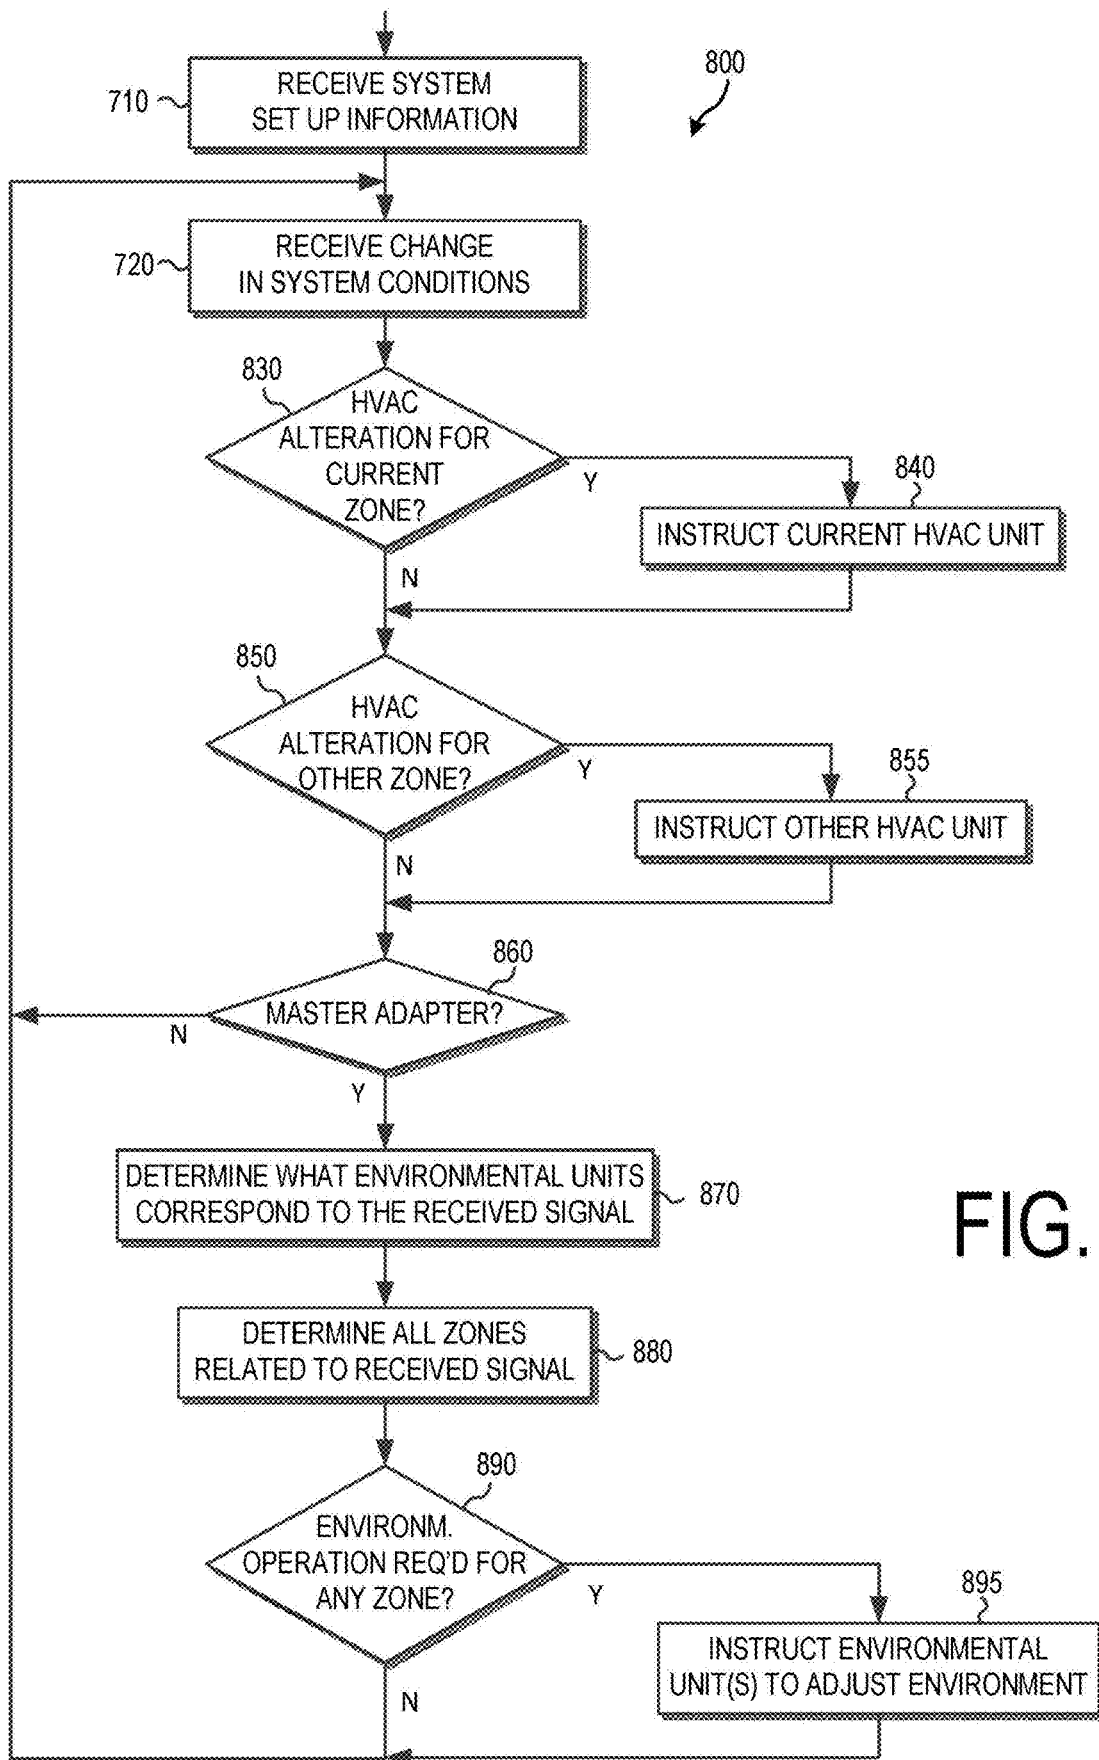 800
RECEIVE SYSTEM
SET UP INFORMATION
710
RECEIVE CHANGE
IN SYSTEM CONDITIONS
720
830
HVAC
ALTERATION FOR
CURRENT
ZONE?
Y
N
840
INSTRUCT CURRENT HVAC UNIT
850
HVAC
ALTERATION FOR
OTHER ZONE?
Y
N
855
INSTRUCT OTHER HVAC UNIT
860
MASTER ADAPTER?
N
Y
DETERMINE WHAT ENVIRONMENTAL UNITS
CORRESPOND TO THE RECEIVED SIGNAL
870
FIG.
DETERMINE ALL ZONES
RELATED TO RECEIVED SIGNAL
880
890
ENVIRONM.
OPERATION REQ'D FOR
ANY ZONE?
Y
N
895
INSTRUCT ENVIRONMENTAL
UNIT(S) TO ADJUST ENVIRONMENT